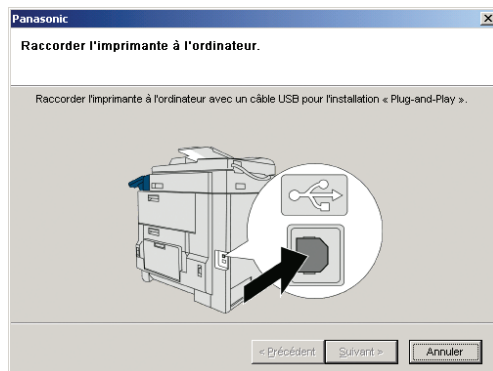 Panasonic
Raccorder l'imprimante à l'ordinateur.
Raccorder l'imprimante à l'ordinateur avec un câble USB pour l'installation « Plug-and-Play ».
< Précédent
Suivant >
Annuler